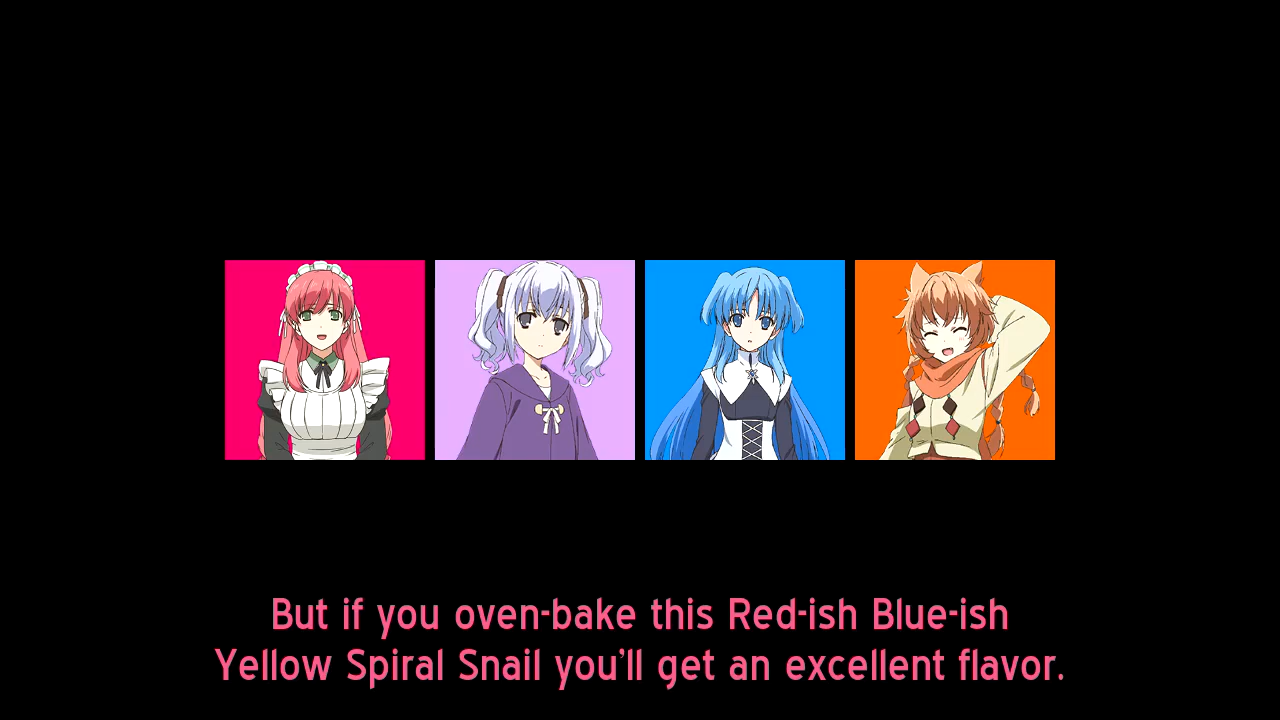 But if you oven-bake this Red-ish Blue-ish
Yellow Spiral Snail you'll get an excellent flavor.